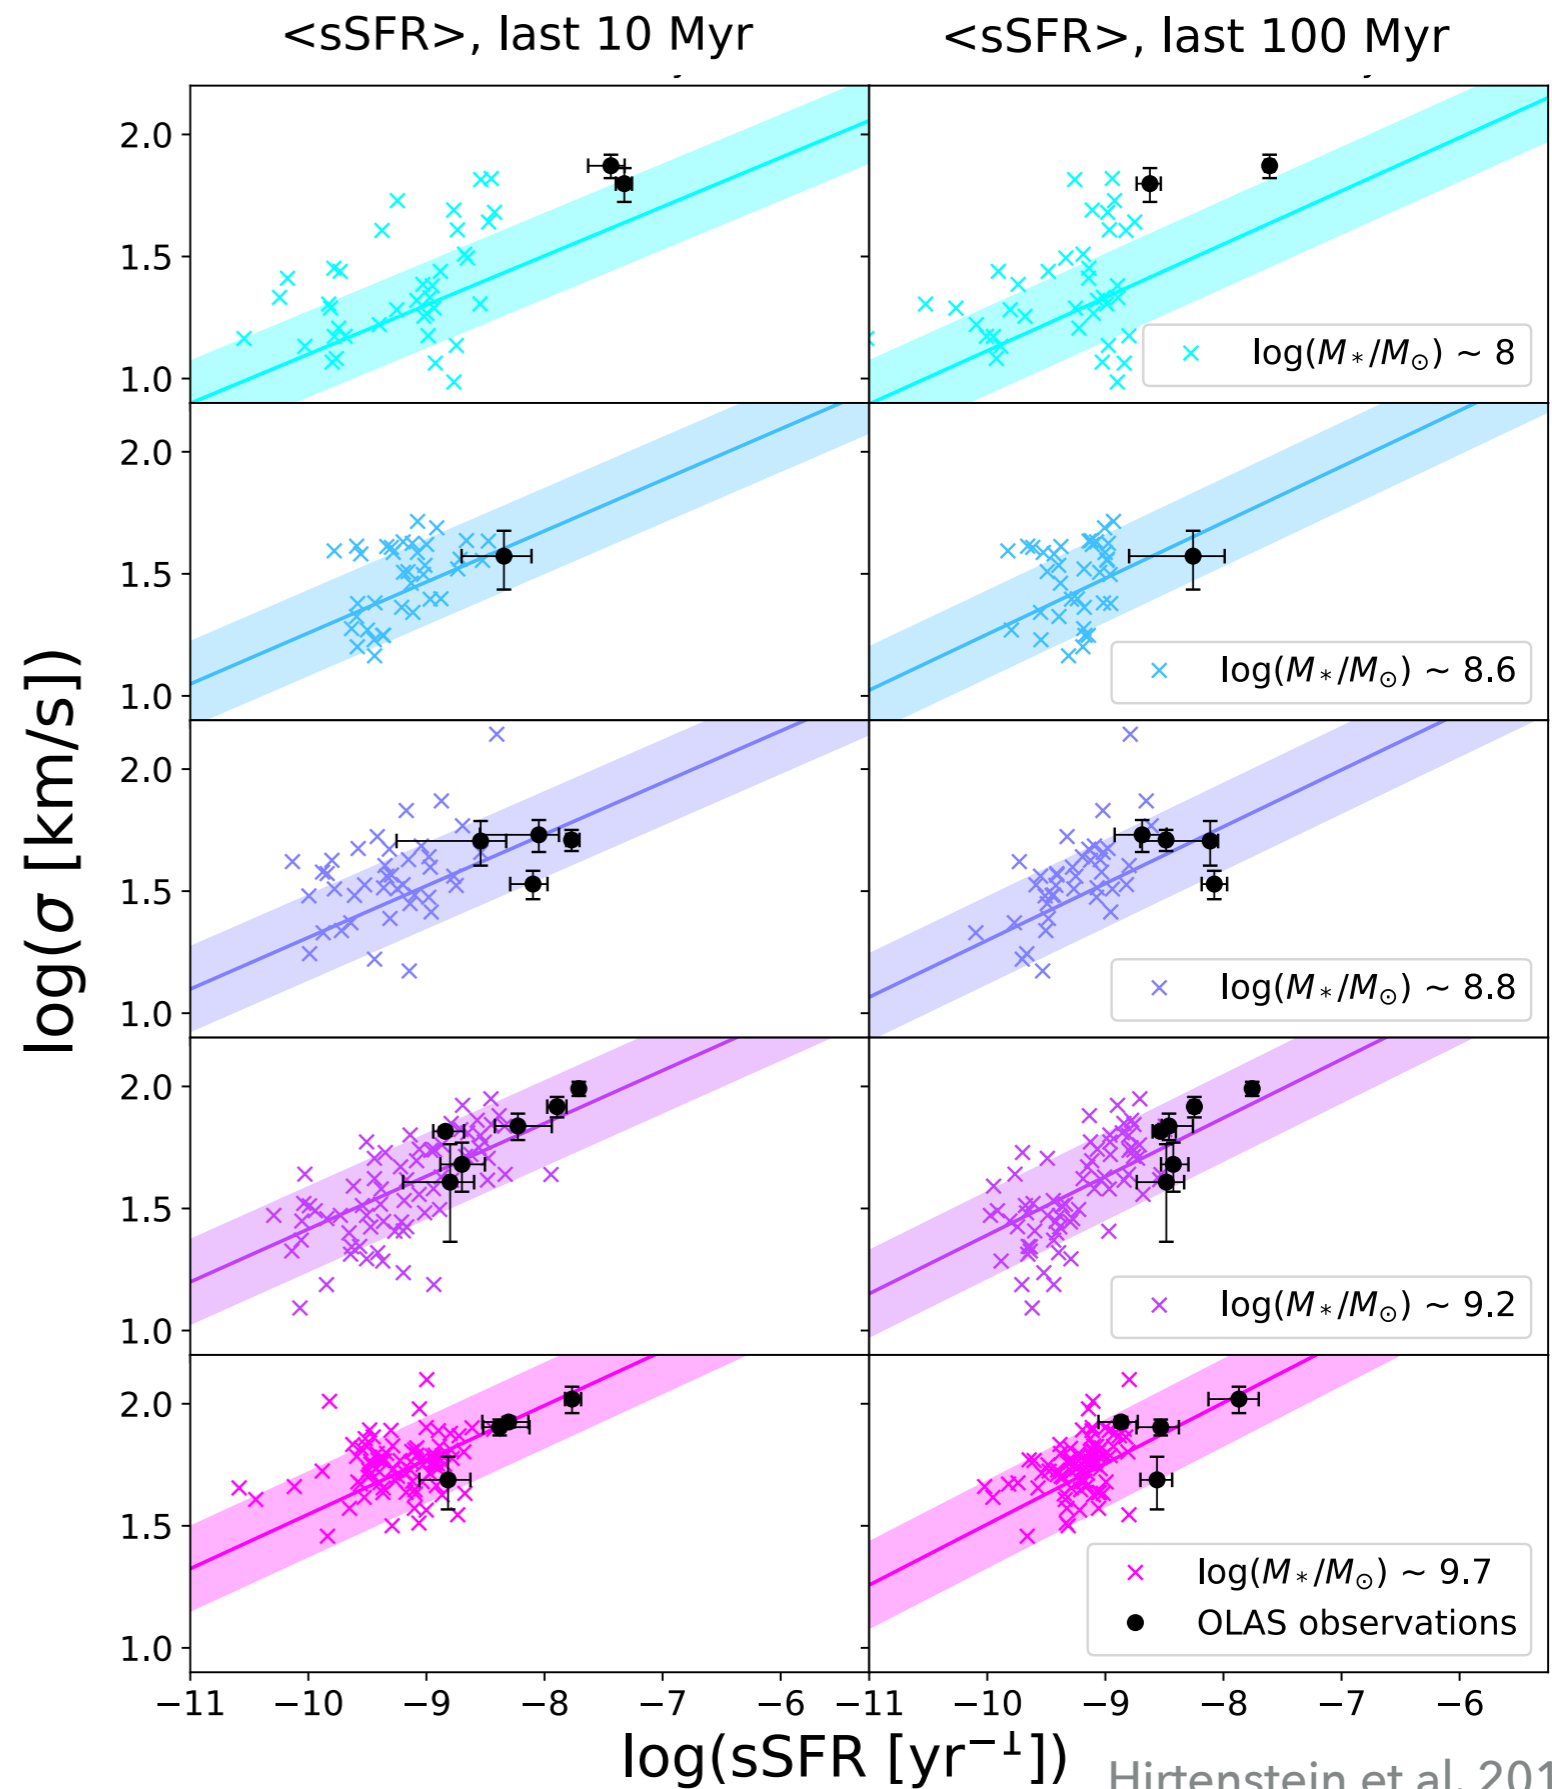 <sSFR>, last 10 Myr
<sSFR>, last 100 Myr
log(σ [km/s])
2.0
1.5
1.0
log(M*/M⊙) ~ 8
2.0
1.5
1.0
log(M*/M⊙) ~ 8.6
2.0
1.5
1.0
log(M*/M⊙) ~ 8.8
2.0
1.5
1.0
log(M*/M⊙) ~ 9.2
2.0
1.5
1.0
log(M*/M⊙) ~ 9.7
OLAS observations
−11 −10 −9 −8 −7 −6 −11 −10 −9 −8 −7 −6
log(sSFR [yr⁻¹])
Hirtenstein et al. 201